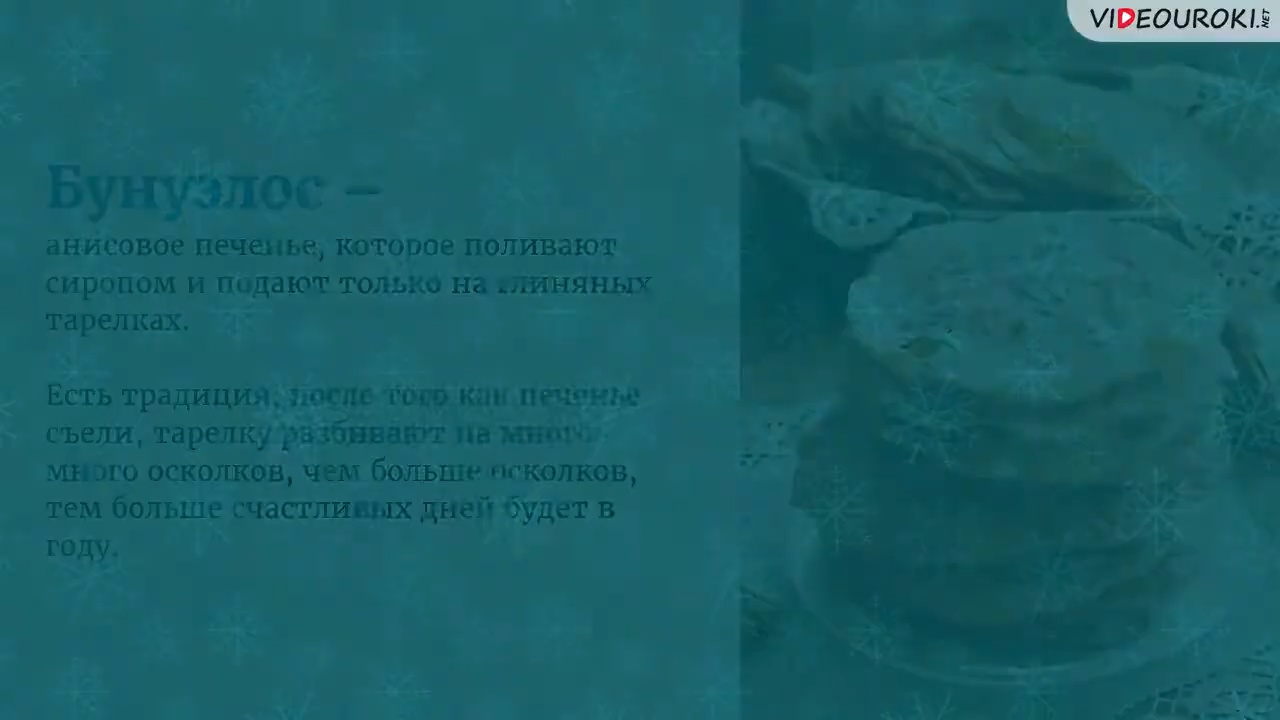 VIDEOUROKI.NET
Бунуэлос –
анисовое печенье, которое поливают
сиропом и подают только на глиняных
тарелках.
Есть традиция, после того как печенье
съели, тарелку разбивают на много-
много осколков, чем больше осколков,
тем больше счастливых дней будет в
году.